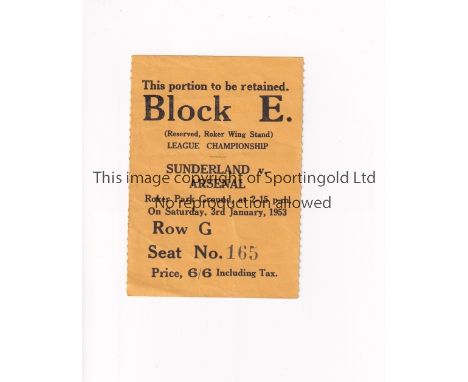 This portion to be retained.
Block E.
(Reserved, Roker Wing Stand)
LEAGUE CHAMPIONSHIP
SUNDERLAND v.
This image copyright of Sportingold Ltd
ARSENAL
Roker Park Ground, at 2-15 p.m.
No reproduction allowed
On Saturday, 3rd January, 1953
Row G
Seat No. 165
Price, 6/6 Including Tax.